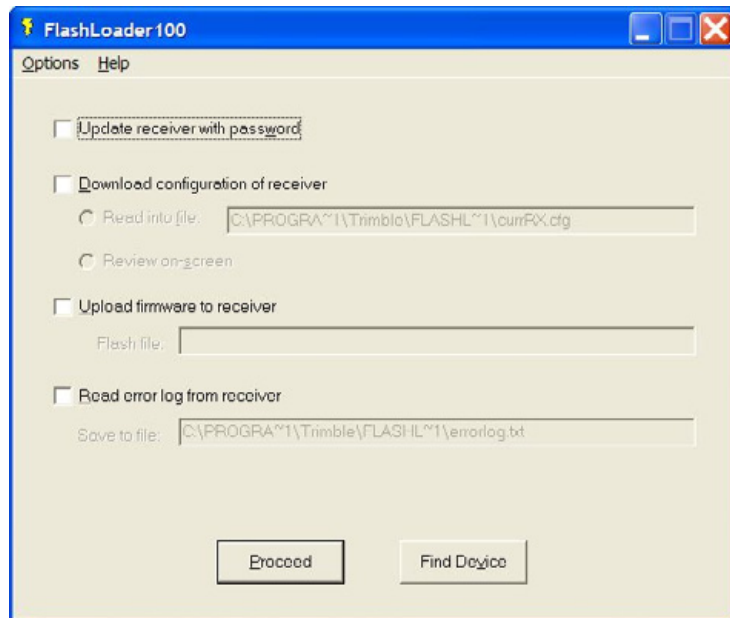 FlashLoader100
Options Help
Update receiver with password
Download configuration of receiver
Read into file: C:\PROGRA~1\Trimble\FLASHL~1\currRX.cfg
Review on-screen
Upload firmware to receiver
Flash file:
Read error log from receiver
Save to file: C:\PROGRA~1\Trimble\FLASHL~1\errorlog.txt
Proceed Find Device